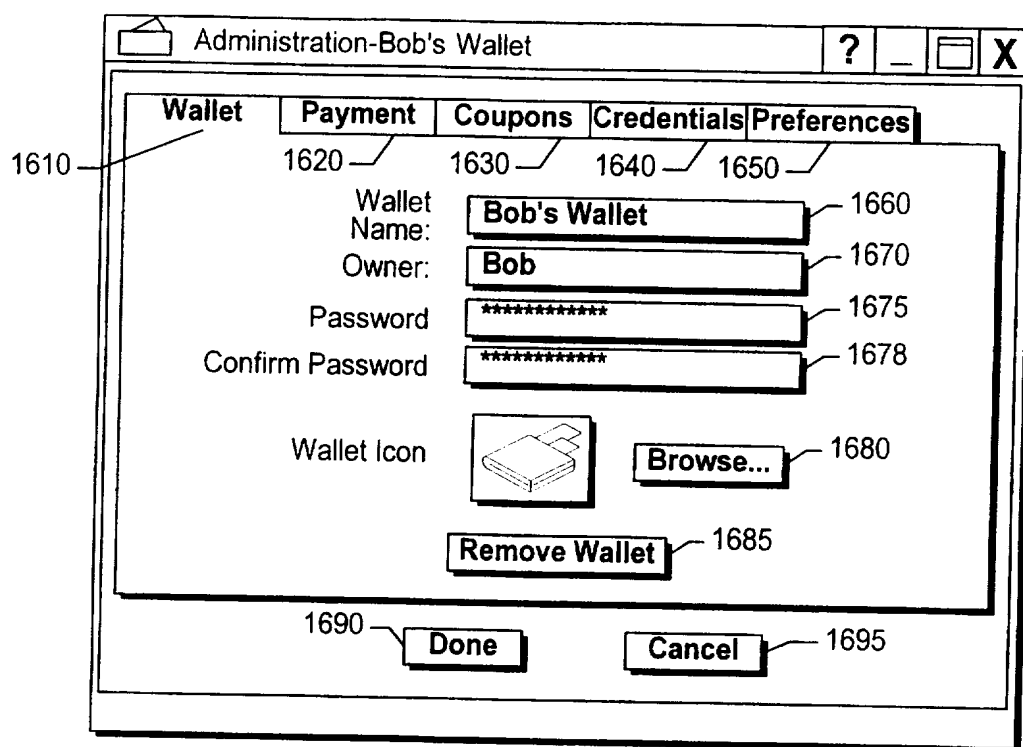 Administration-Bob's Wallet ? _ X
Wallet Payment Coupons Credentials Preferences
1610 1620 1630 1640 1650
Wallet Name: Bob's Wallet 1660
Owner: Bob 1670
Password ************ 1675
Confirm Password ************ 1678
Wallet Icon Browse... 1680
Remove Wallet 1685
1690 Done Cancel 1695